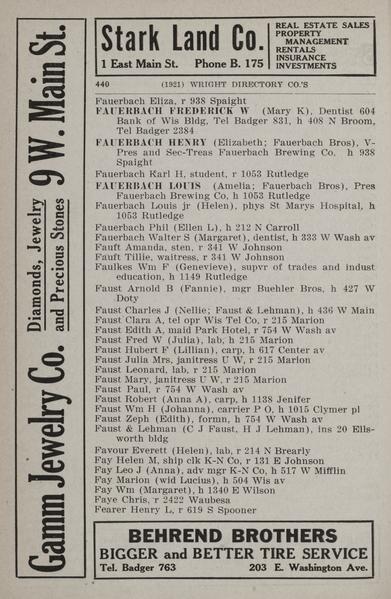 Stark Land Co.
1 East Main St. Phone B. 175
REAL ESTATE SALES
PROPERTY
MANAGEMENT
RENTALS
INSURANCE
INVESTMENTS
Gamm Jewelry Co. Diamonds, Jewelry and Precious Stones 9 W. Main St.
440 (1921) WRIGHT DIRECTORY CO.'S
Fauerbach Eliza, r 938 Spaight
FAUERBACH FREDERICK W (Mary K), Dentist 604
Bank of Wis Bldg, Tel Badger 831, h 408 N Broom,
Tel Badger 2384
FAUERBACH HENRY (Elizabeth; Fauerbach Bros), V-
Pres and Sec-Treas Fauerbach Brewing Co. h 938
Spaight
Fauerbach Karl H, student, r 1053 Rutledge
FAUERBACH LOUIS (Amelia; Fauerbach Bros), Pres
Fauerbach Brewing Co, h 1053 Rutledge
Fauerbach Louis jr (Helen), phys St Marys Hospital, h
1053 Rutledge
Fauerbach Phil (Ellen L), h 212 N Carroll
Fauerbach Walter S (Margaret), dentist, h 333 W Wash av
Fauft Amanda, sten, r 341 W Johnson
Fauft Tillie, waitress, r 341 W Johnson
Faulkes Wm F (Genevieve), supvr of trades and indust
education, h 1149 Rutledge
Faust Arnold B (Fannie), mgr Buehler Bros, h 427 W
Doty
Faust Charles J (Nellie; Faust & Lehman), h 436 W Main
Faust Clara A, tel opr Wis Tel Co, r 215 Marion
Faust Edith A, maid Park Hotel, r 754 W Wash av
Faust Fred W (Julia), lab, h 215 Marion
Faust Hubert F (Lillian), carp, h 617 Center av
Faust Julia Mrs, janitress U W, r 215 Marion
Faust Leonard, lab, r 215 Marion
Faust Mary, janitress U W, r 215 Marion
Faust Paul, r 754 W Wash av
Faust Robert (Anna A), carp, h 1138 Jenifer
Faust Wm H (Johanna), carrier P O, h 1015 Clymer pl
Faust Zeph (Edith), formn, h 754 W Wash av
Faust & Lehman (C J Faust, H J Lehman), ins 20 Ells-
worth bldg
Favour Everett (Helen), lab, r 214 N Brearly
Fay Helen M, ship clk K-N Co, r 131 E Johnson
Fay Leo J (Anna), adv mgr K-N Co, h 517 W Mifflin
Fay Marion (wid Lucius), h 504 Wis av
Fay Wm (Margaret), h 1340 E Wilson
Faye Chris, r 2422 Waubesa
Fearer Henry L, r 619 S Spooner
BEHREND BROTHERS
BIGGER and BETTER TIRE SERVICE
Tel. Badger 763 203 E. Washington Ave.